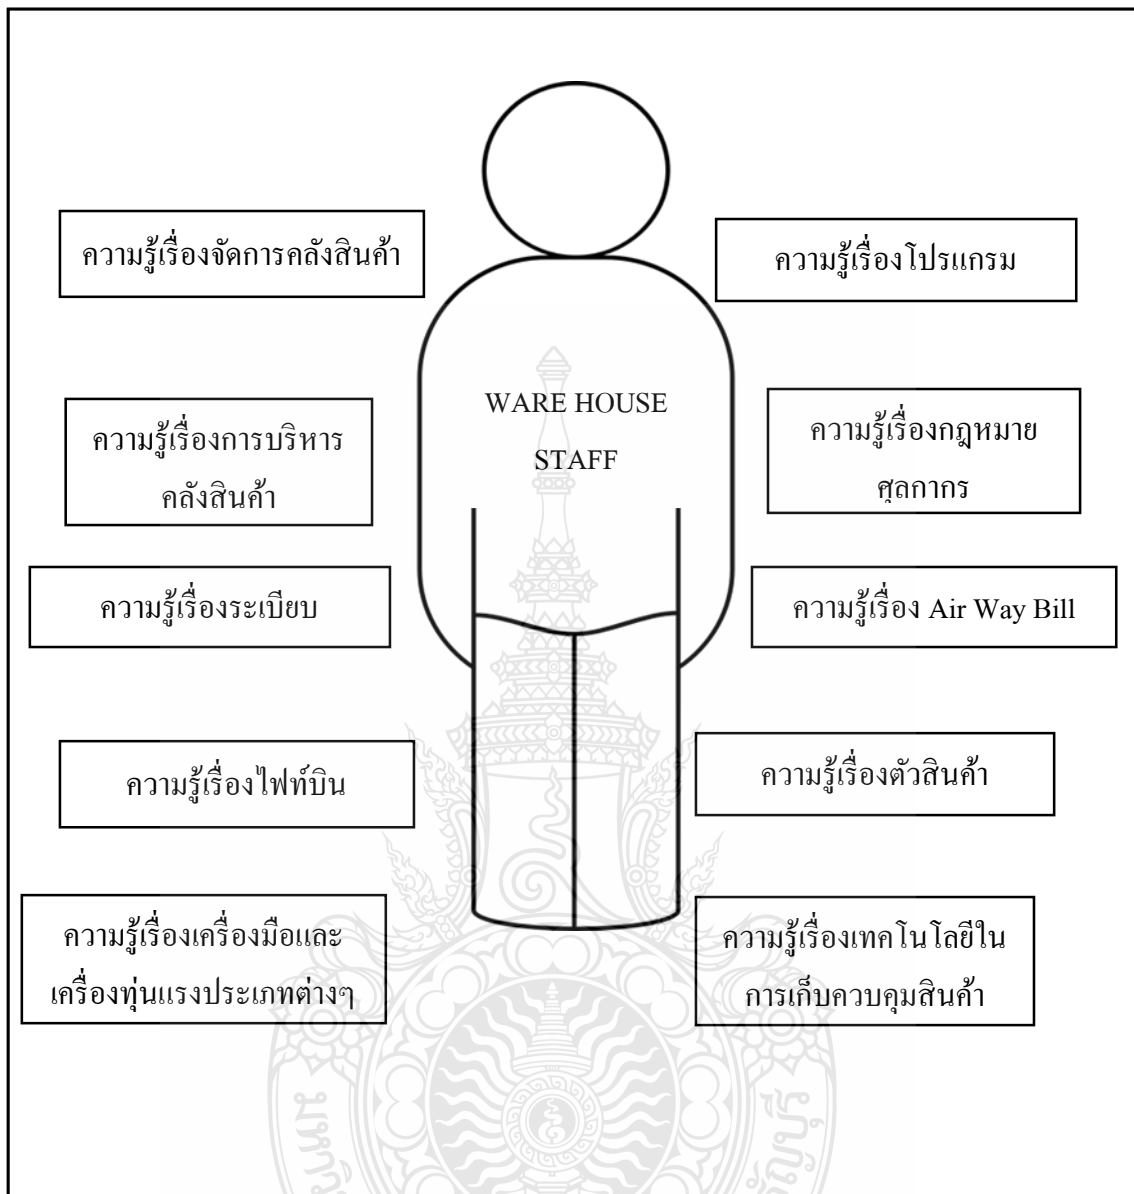 ความรู้เรื่องจัดการคลังสินค้า
ความรู้เรื่องโปรแกรม
WARE HOUSE
STAFF
ความรู้เรื่องการบริหาร
คลังสินค้า
ความรู้เรื่องกฎหมาย
ศุลกากร
ความรู้เรื่องระเบียบ
ความรู้เรื่อง Air Way Bill
ความรู้เรื่องไฟท์บิน
ความรู้เรื่องตัวสินค้า
ความรู้เรื่องเครื่องมือและ
เครื่องทุ่นแรงประเภทต่างๆ
ความรู้เรื่องเทคโนโลยีใน
การเก็บควบคุมสินค้า